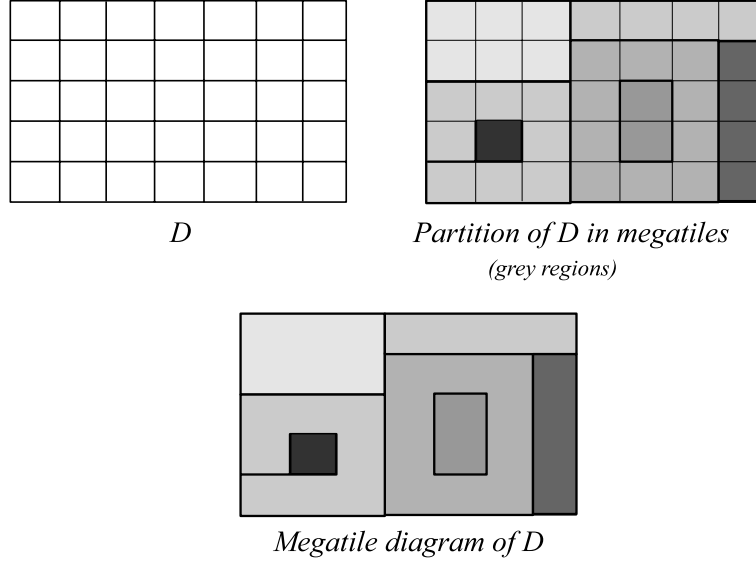 D
Partition of D in megatiles
(grey regions)
Megatile diagram of D